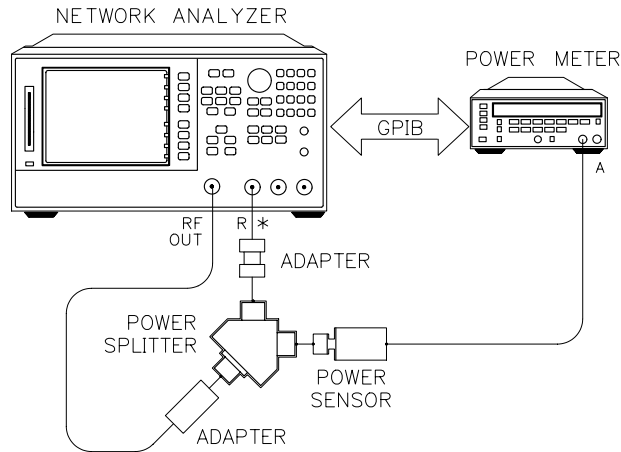 NETWORK ANALYZER
POWER METER
GPIB
A
RF
OUT
R *
ADAPTER
POWER
SPLITTER
POWER
SENSOR
ADAPTER